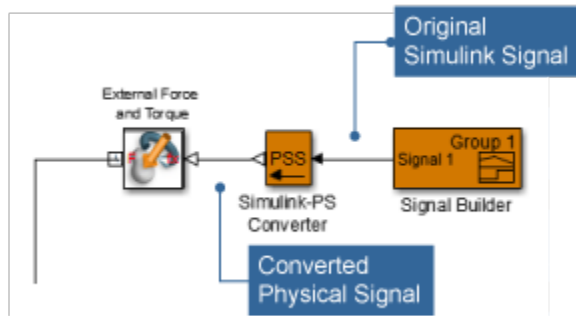 Original
Simulink Signal
External Force
and Torque
Group 1
Signal 1
PSS
Simulink-PS
Converter
Signal Builder
Converted
Physical Signal